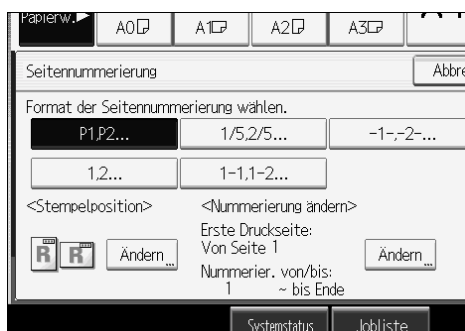 Papierw.►
A0 A1 A2 A3
Seitennummerierung
Format der Seitennummerierung wählen.
P1,P2... 1/5,2/5... -1-,-2-...
1,2... 1-1,1-2...
<Stempelposition> <Nummerierung ändern>
Erste Druckseite:
Von Seite 1
R R Ändern... Ändern...
Nummerier. von/bis:
1 ~ bis Ende
Systemstatus Jobliste